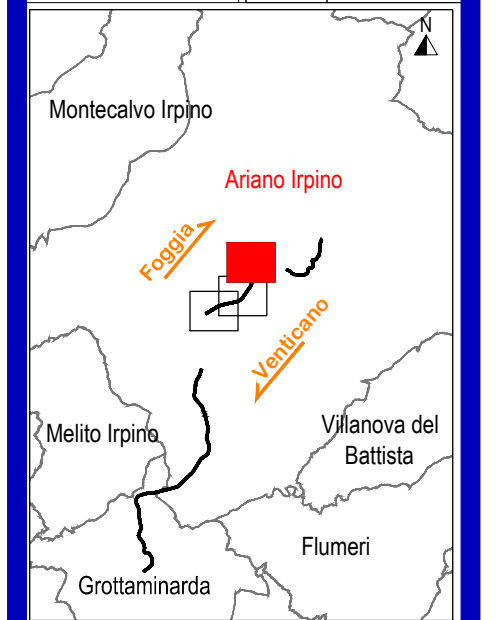 N
Montecalvo Irpino
Ariano Irpino
Foggia
Venticano
Melito Irpino
Villanova del
Battista
Flumeri
Grottaminarda